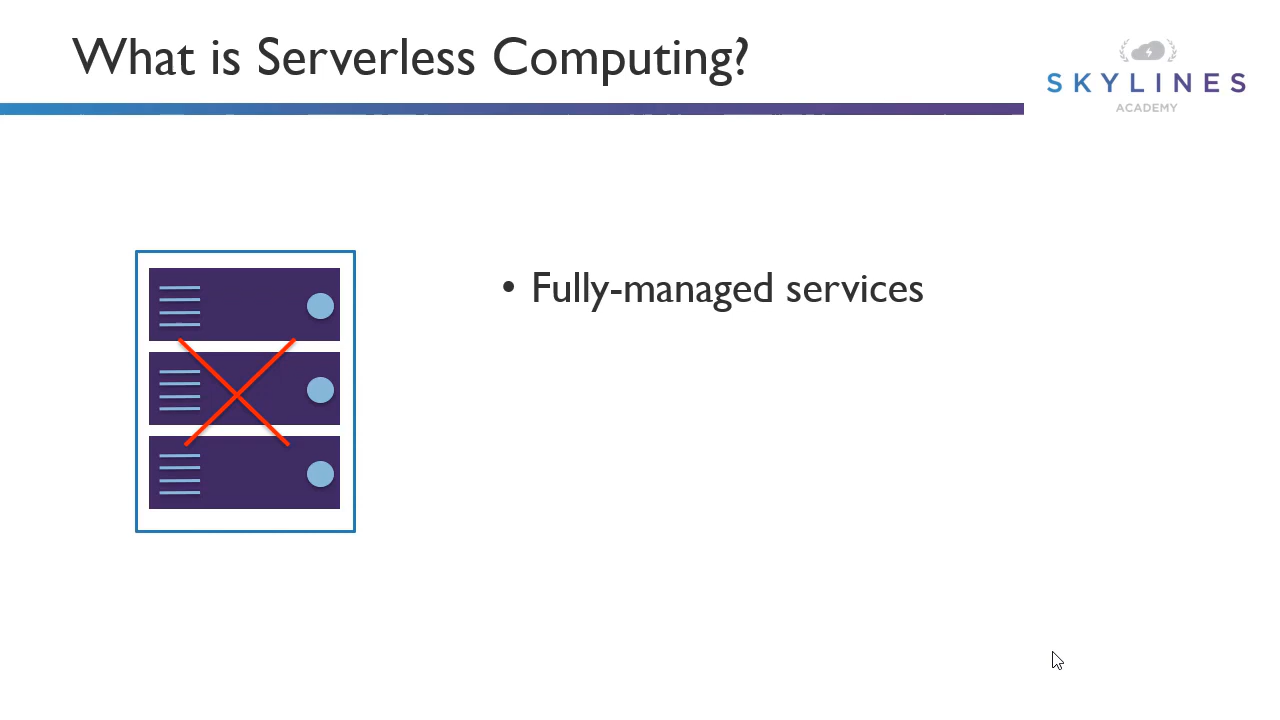 What is Serverless Computing?
SKYLINES
ACADEMY
• Fully-managed services